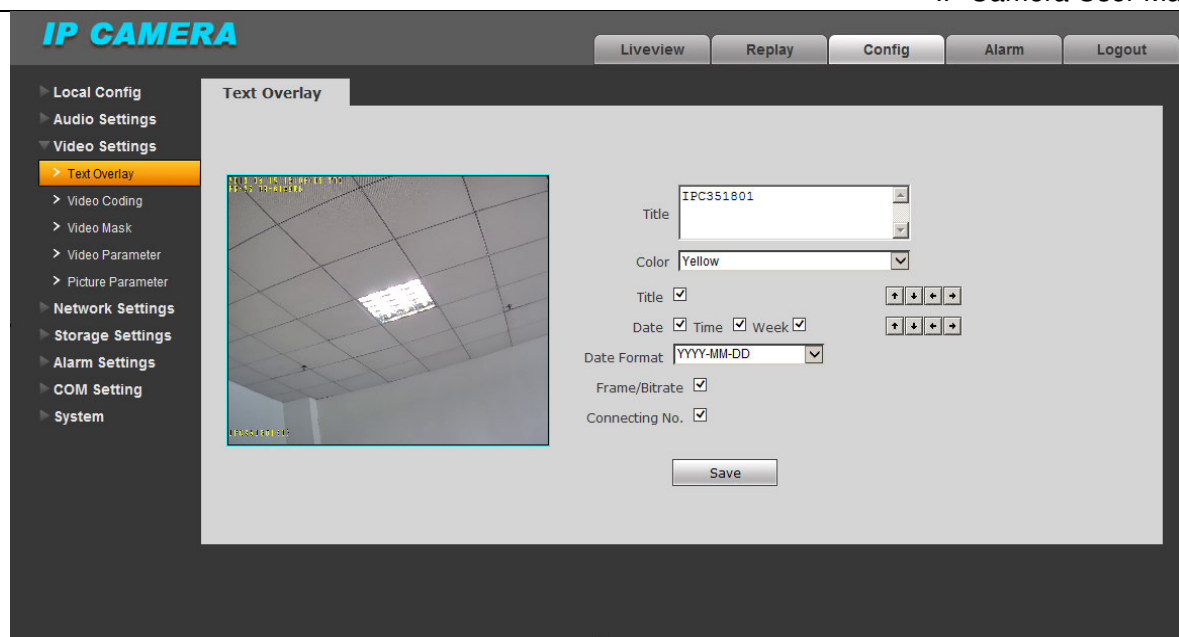 IP CAMERA
Liveview Replay Config Alarm Logout
Local Config
Audio Settings
Video Settings
> Text Overlay
> Video Coding
> Video Mask
> Video Parameter
> Picture Parameter
Network Settings
Storage Settings
Alarm Settings
COM Setting
System
Text Overlay
Title IPC351801
Color Yellow
Title
Date Time Week
Date Format YYYY-MM-DD
Frame/Bitrate
Connecting No.
Save